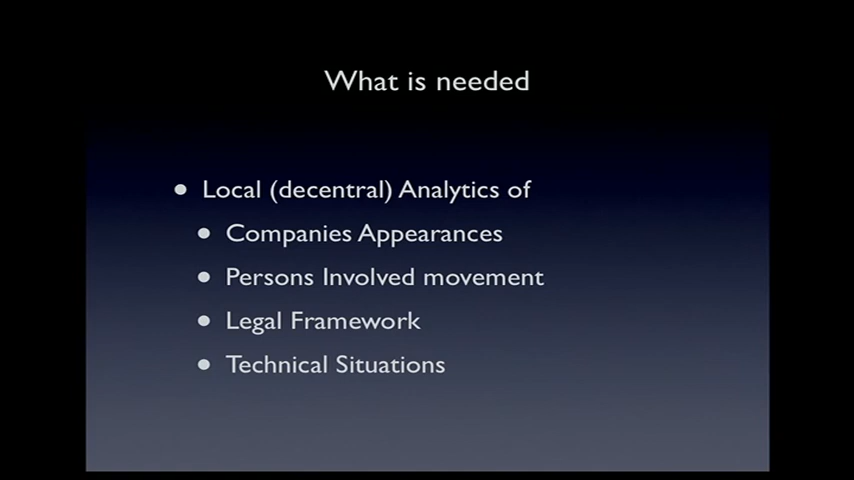 What is needed
Local (decentral) Analytics of
Companies Appearances
Persons Involved movement
Legal Framework
Technical Situations